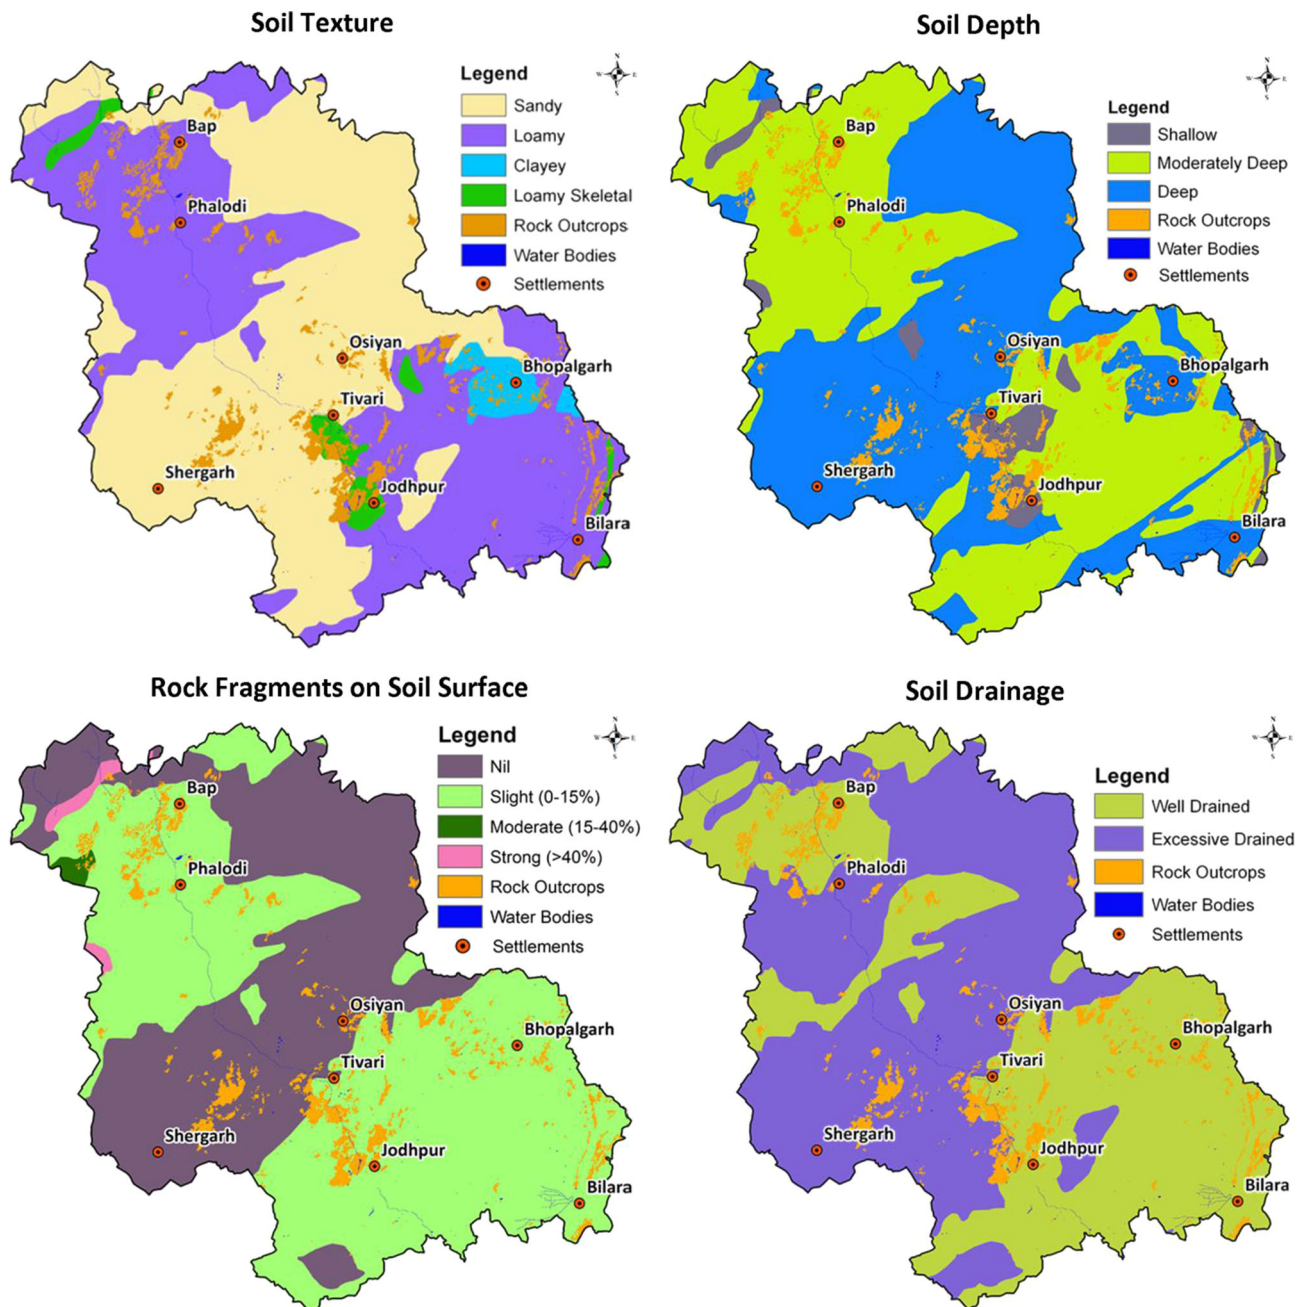 Soil Texture
N
W E
S
Legend
Sandy
Loamy
Clayey
Loamy Skeletal
Rock Outcrops
Water Bodies
Settlements
Bap
Phalodi
Osiyan
Bhopalgarh
Tivari
Shergarh
Jodhpur
Bilara
Soil Depth
N
W E
S
Legend
Shallow
Moderately Deep
Deep
Rock Outcrops
Water Bodies
Settlements
Bap
Phalodi
Osiyan
Bhopalgarh
Tivari
Shergarh
Jodhpur
Bilara
Rock Fragments on Soil Surface
N
W E
S
Legend
Nil
Slight (0-15%)
Moderate (15-40%)
Strong (>40%)
Rock Outcrops
Water Bodies
Settlements
Bap
Phalodi
Osiyan
Bhopalgarh
Tivari
Shergarh
Jodhpur
Bilara
Soil Drainage
N
W E
S
Legend
Well Drained
Excessive Drained
Rock Outcrops
Water Bodies
Settlements
Bap
Phalodi
Osiyan
Bhopalgarh
Tivari
Shergarh
Jodhpur
Bilara